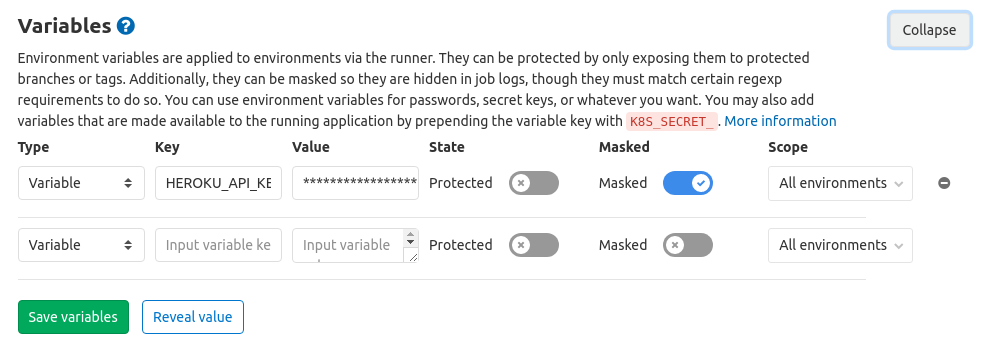 Variables
Collapse
Environment variables are applied to environments via the runner. They can be protected by only exposing them to protected
branches or tags. Additionally, they can be masked so they are hidden in job logs, though they must match certain regexp
requirements to do so. You can use environment variables for passwords, secret keys, or whatever you want. You may also add
variables that are made available to the running application by prepending the variable key with K8S_SECRET_. More information
Type Key Value State Masked Scope
Variable HEROKU_API_KE ***************** Protected Masked All environments
Variable Input variable ke Input variable Protected Masked All environments
Save variables Reveal value